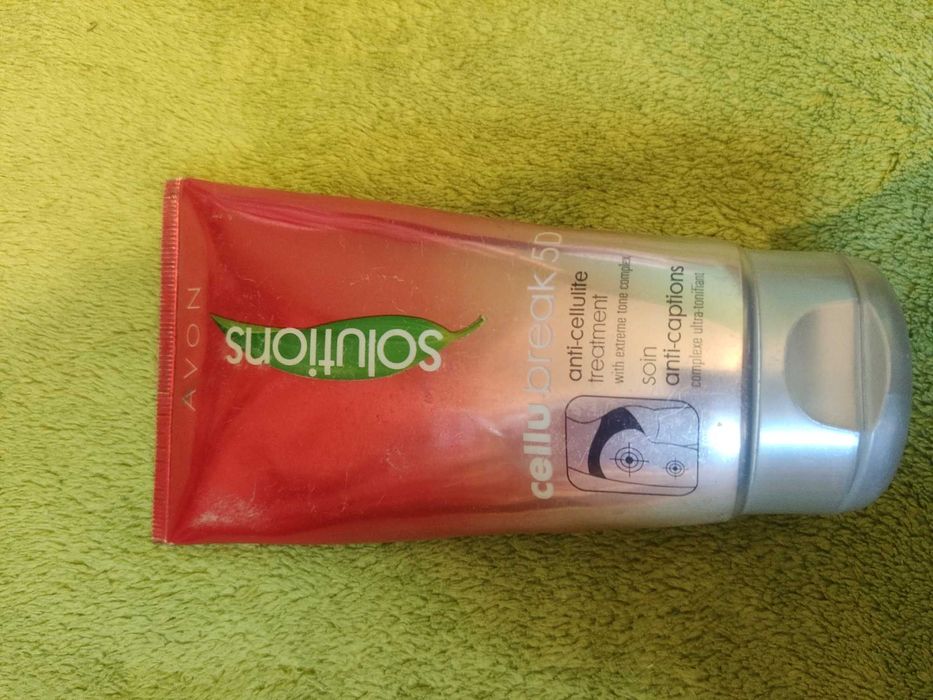 AVON
solutions
cellu break/5D
anti-cellulite
treatment
with extreme tone complex
soin
anti-captions
complexe ultra-tonifiant